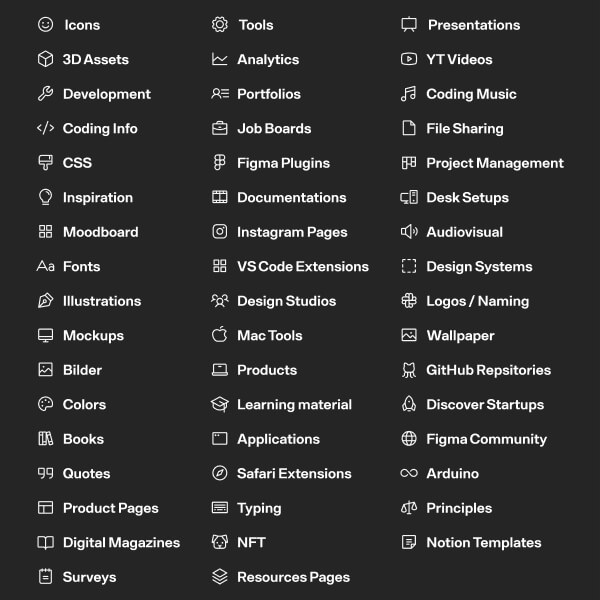 Icons
3D Assets
Development
Coding Info
CSS
Inspiration
Moodboard
Fonts
Illustrations
Mockups
Bilder
Colors
Books
Quotes
Product Pages
Digital Magazines
Surveys
Tools
Analytics
Portfolios
Job Boards
Figma Plugins
Documentations
Instagram Pages
VS Code Extensions
Design Studios
Mac Tools
Products
Learning material
Applications
Safari Extensions
Typing
NFT
Resources Pages
Presentations
YT Videos
Coding Music
File Sharing
Project Management
Desk Setups
Audiovisual
Design Systems
Logos / Naming
Wallpaper
GitHub Repsitories
Discover Startups
Figma Community
Arduino
Principles
Notion Templates